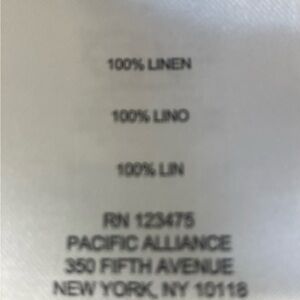 100% LINEN
100% LINO
100% LIN
RN 123475
PACIFIC ALLIANCE
350 FIFTH AVENUE
NEW YORK, NY 10118